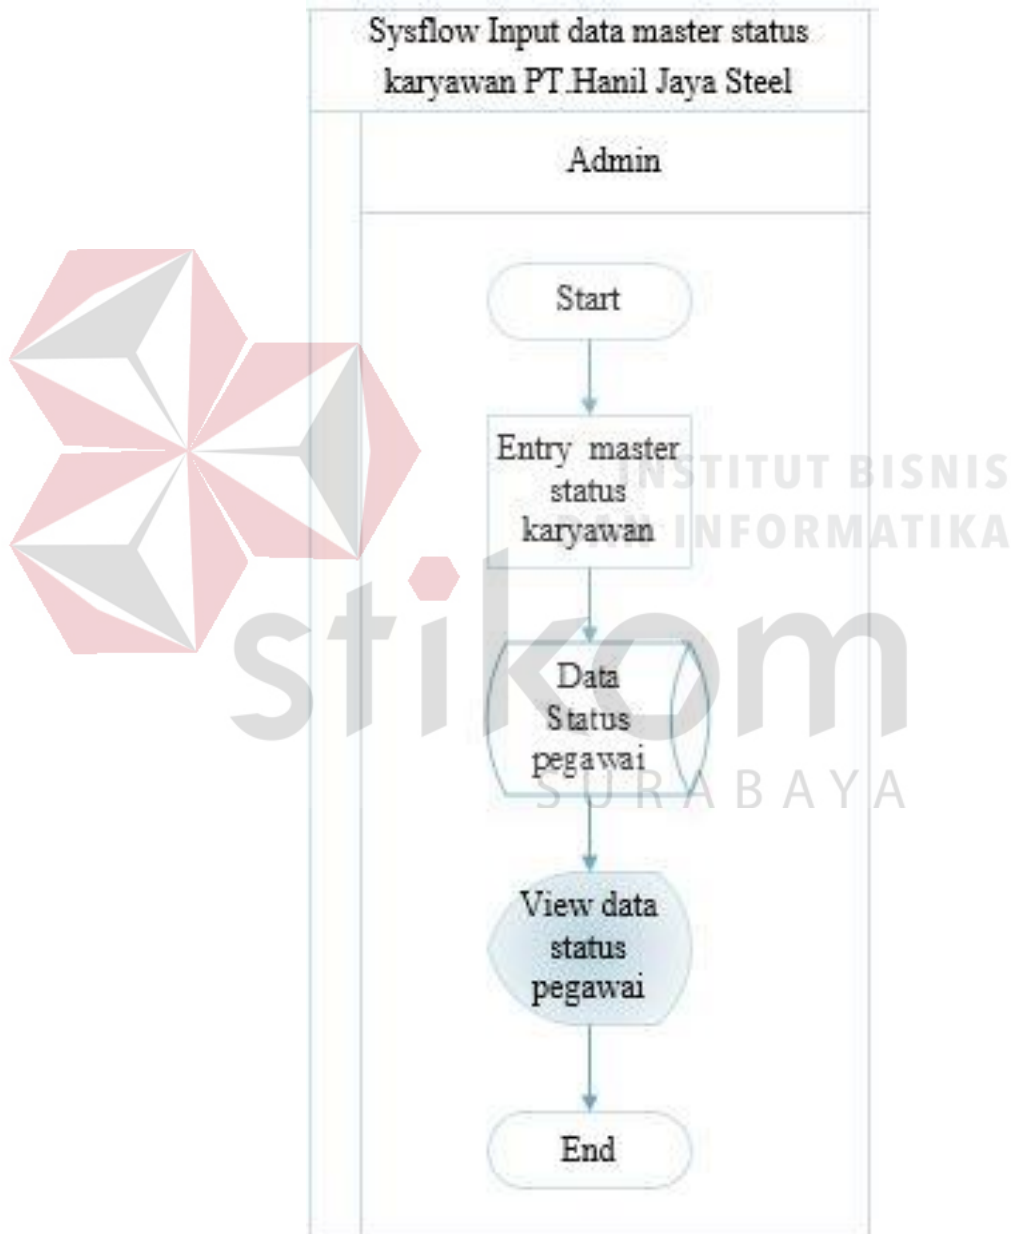 Sysflow Input data master status
karyawan PT.Hanil Jaya Steel
Admin
Start
Entry master
status
karyawan
INSTITUT BISNIS
DAN INFORMATIKA
stikom
SURABAYA
Data
Status
pegawai
View data
status
pegawai
End